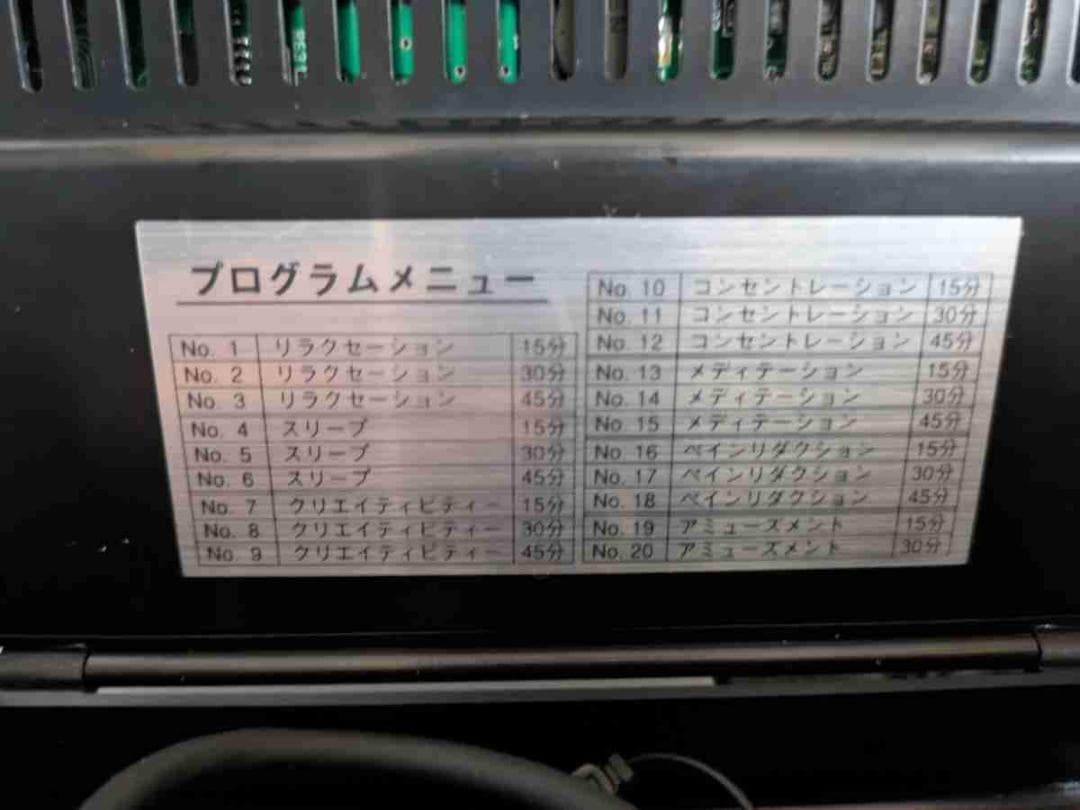 プログラムメニュー
No. 1 リラクセーション 15分
No. 2 リラクセーション 30分
No. 3 リラクセーション 45分
No. 4 スリープ 15分
No. 5 スリープ 30分
No. 6 スリープ 45分
No. 7 クリエイティビティー 15分
No. 8 クリエイティビティー 30分
No. 9 クリエイティビティー 45分
No. 10 コンセントレーション 15分
No. 11 コンセントレーション 30分
No. 12 コンセントレーション 45分
No. 13 メディテーション 15分
No. 14 メディテーション 30分
No. 15 メディテーション 45分
No. 16 ペインリダクション 15分
No. 17 ペインリダクション 30分
No. 18 ペインリダクション 45分
No. 19 アミューズメント 15分
No. 20 アミューズメント 30分